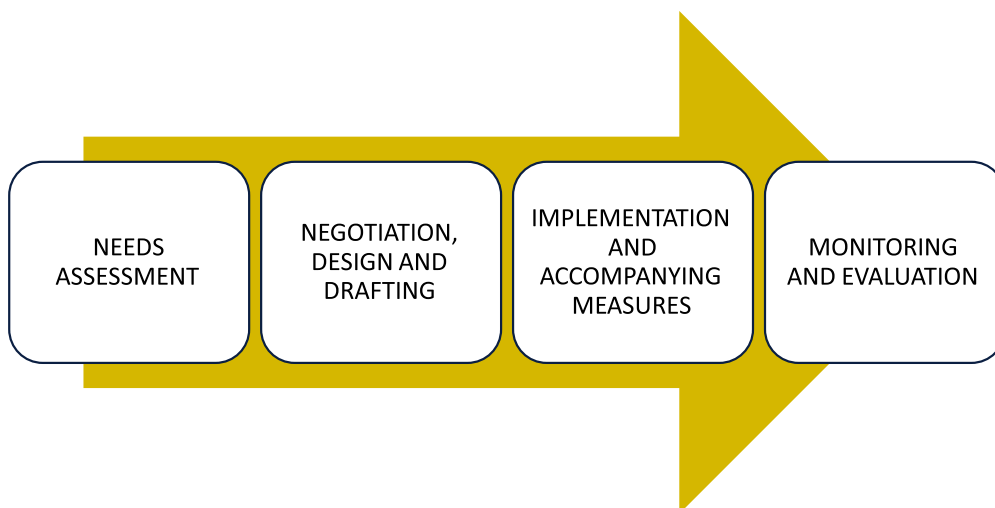 NEEDS
ASSESSMENT
NEGOTIATION,
DESIGN AND
DRAFTING
IMPLEMENTATION
AND
ACCOMPANYING
MEASURES
MONITORING
AND EVALUATION